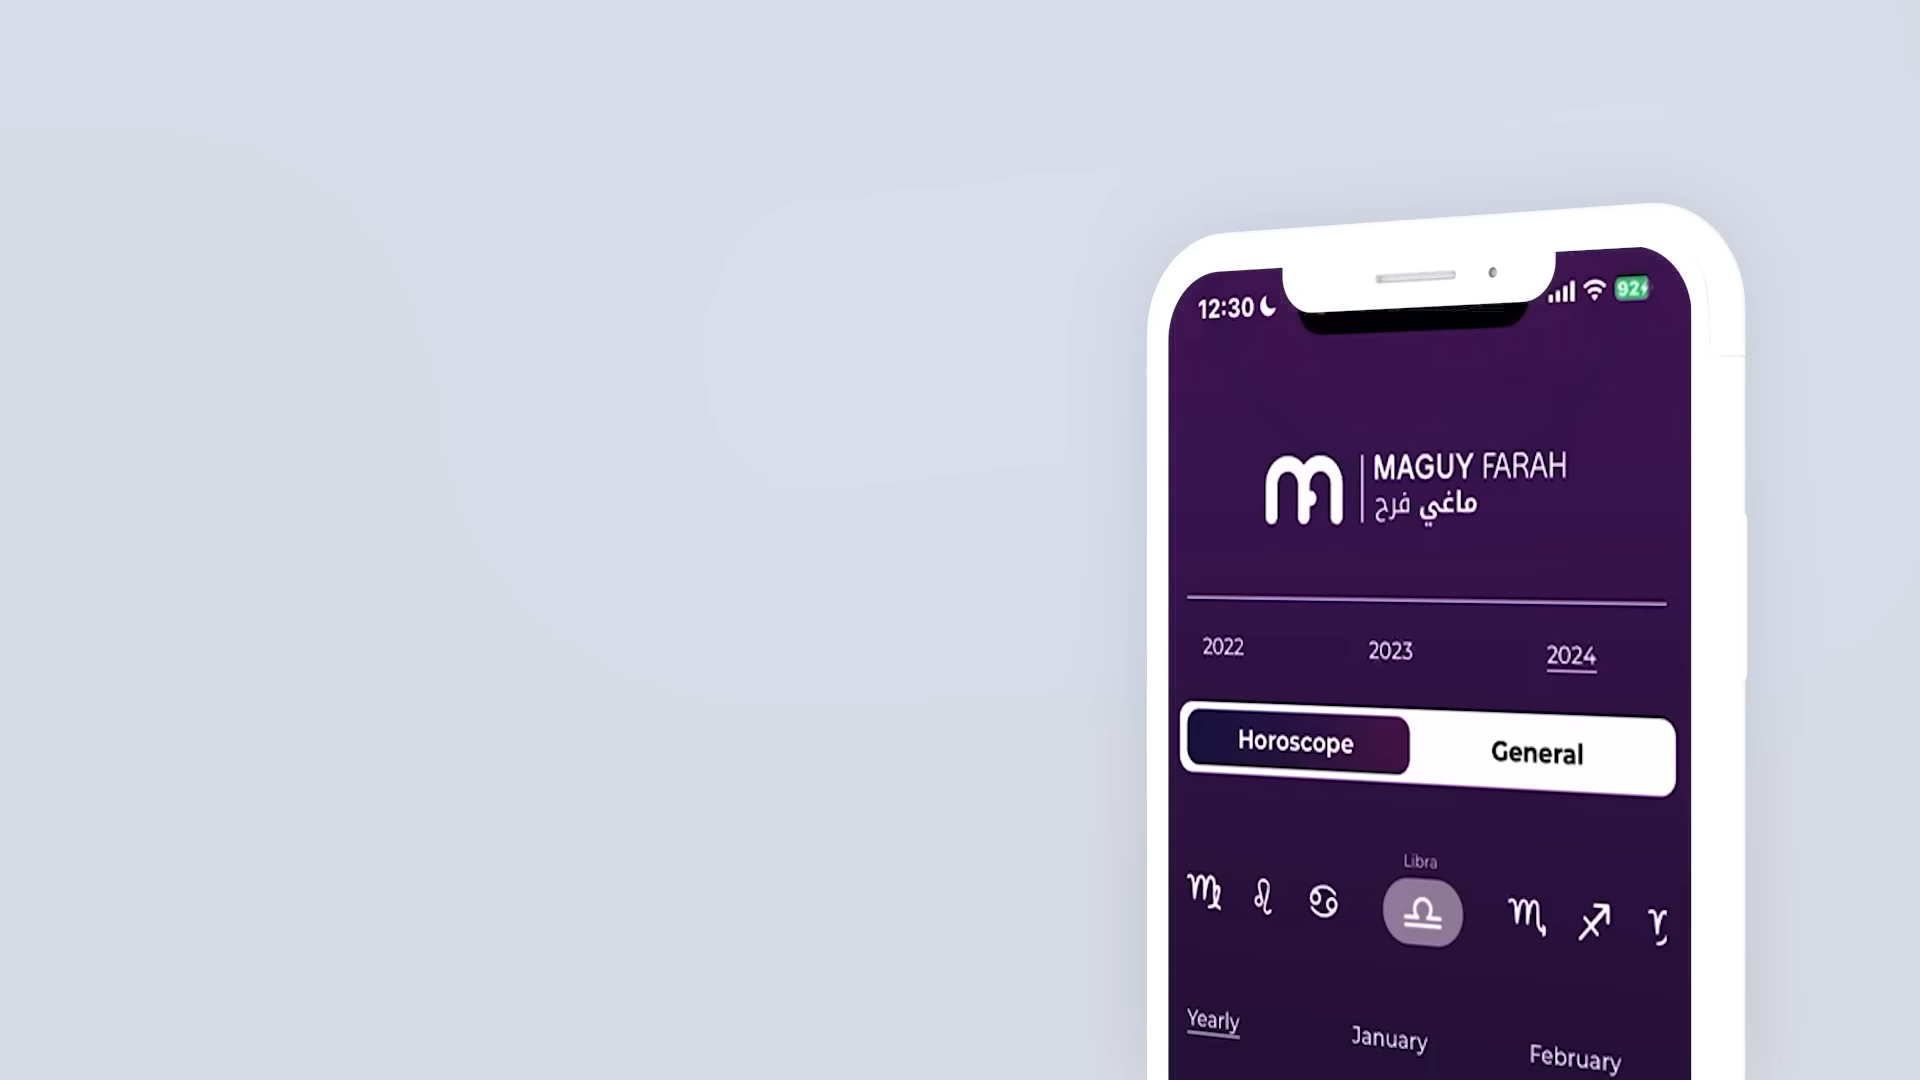 12:30
92
MAGUY FARAH
ماغي فرح
2022 2023 2024
Horoscope General
Libra
♍ ♌ ♋ ♎ ♏ ♐
Yearly January February